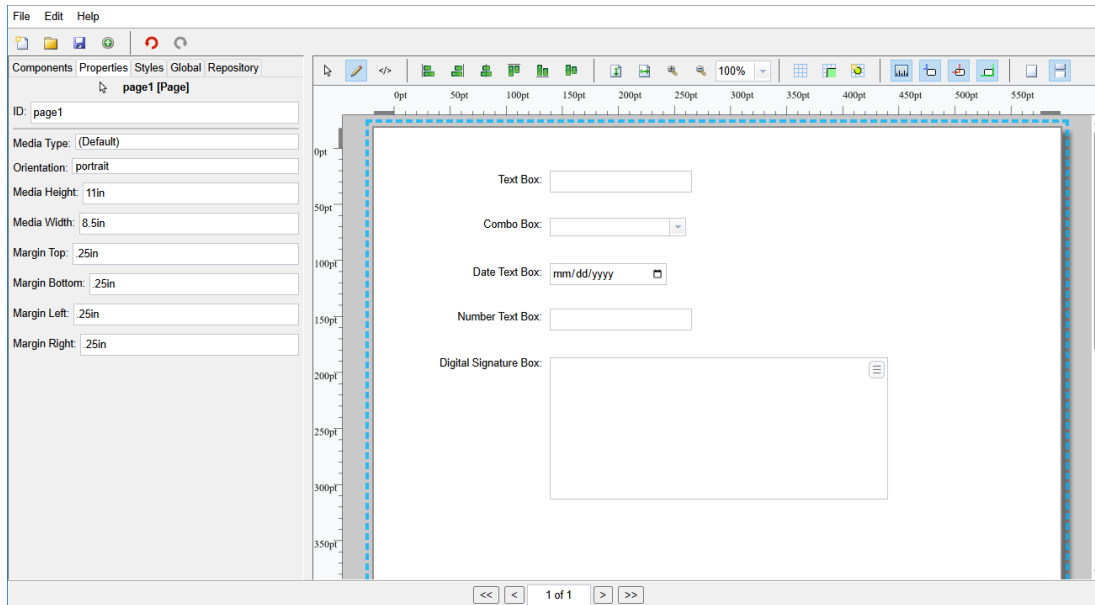 File Edit Help
Components Properties Styles Global Repository
page1 [Page]
ID: page1
Media Type: (Default)
Orientation: portrait
Media Height: 11in
Media Width: 8.5in
Margin Top: .25in
Margin Bottom: .25in
Margin Left: .25in
Margin Right: .25in
</> 100%
0pt 50pt 100pt 150pt 200pt 250pt 300pt 350pt 400pt 450pt 500pt 550pt
0pt
50pt
100pt
150pt
200pt
250pt
300pt
350pt
Text Box:
Combo Box:
Date Text Box: mm/dd/yyyy
Number Text Box:
Digital Signature Box:
<< < 1 of 1 > >>